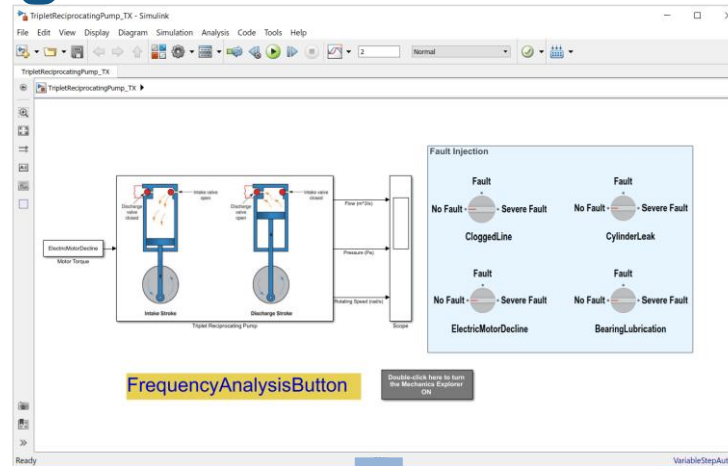 TripletReciprocatingPump_TX - Simulink
File Edit View Display Diagram Simulation Analysis Code Tools Help
2 Normal
TripletReciprocatingPump_TX
TripletReciprocatingPump_TX
Fault Injection
Fault Fault
No Fault Severe Fault No Fault Severe Fault
CloggedLine CylinderLeak
Fault Fault
No Fault Severe Fault No Fault Severe Fault
ElectricMotorDecline BearingLubrication
Discharge valve closed
Intake valve open
Discharge valve open
Intake valve closed
Intake Stroke Discharge Stroke
Triplet Reciprocating Pump
ElectricMotorDecline
Motor Torque
Flow (m^3/s)
Pressure (Pa)
Rotating Speed (rad/s)
Scope
FrequencyAnalysisButton
Double-click here to turn
the Mechanics Explorer
ON
Ready VariableStepAut